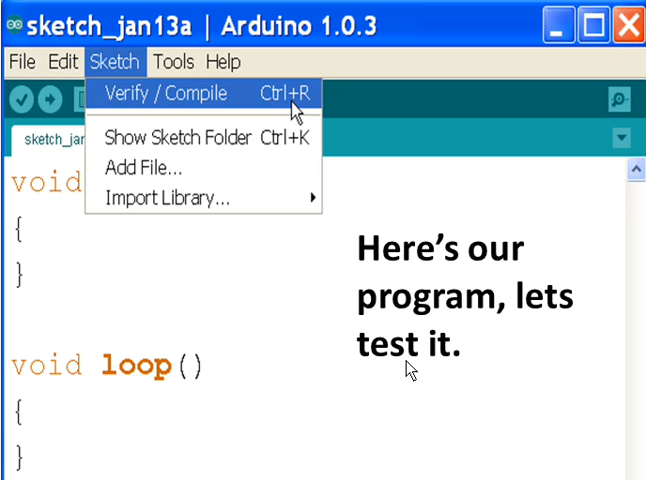 sketch_jan13a | Arduino 1.0.3
File Edit Sketch Tools Help
Verify / Compile Ctrl+R
Show Sketch Folder Ctrl+K
Add File...
Import Library...
void
{
}
void loop()
{
}
Here's our
program, lets
test it.